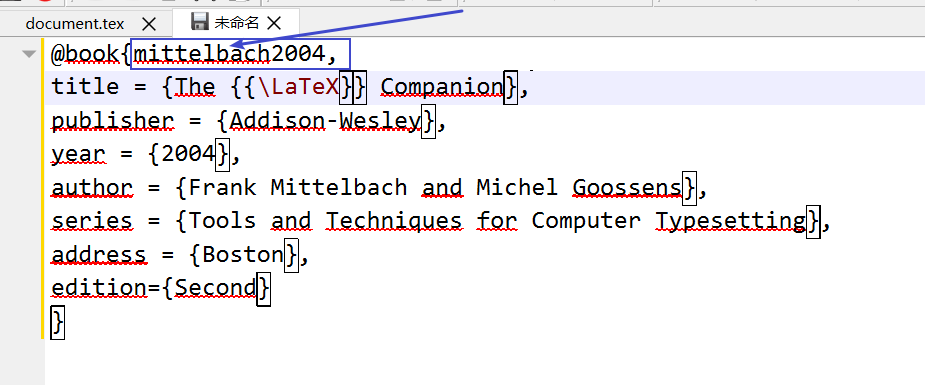 document.tex 未命名
@book{mittelbach2004,
title = {The {{\LaTeX}} Companion},
publisher = {Addison-Wesley},
year = {2004},
author = {Frank Mittelbach and Michel Goossens},
series = {Tools and Techniques for Computer Typesetting},
address = {Boston},
edition={Second}
}